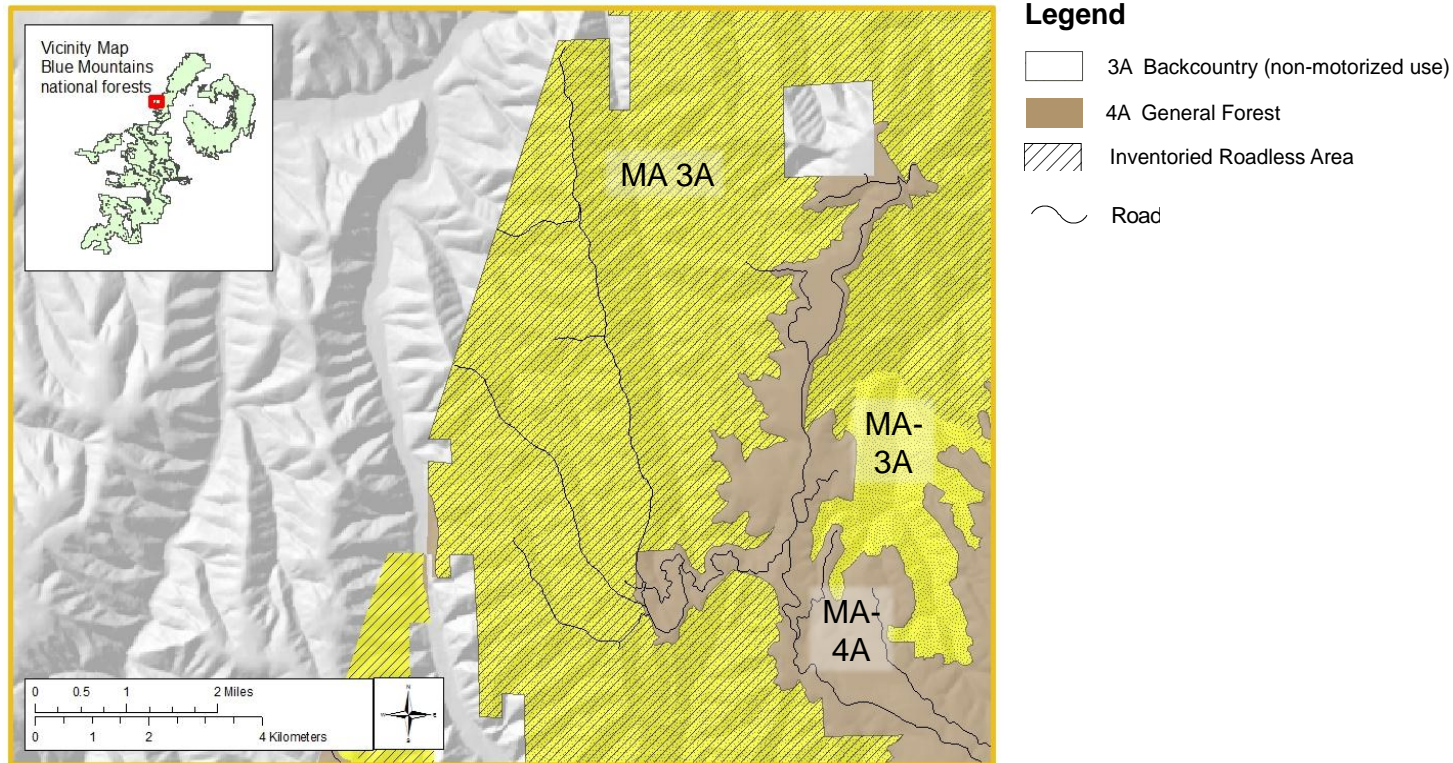 Vicinity Map
Blue Mountains
national forests
MA 3A
MA-
3A
MA-
4A
0 0.5 1 2 Miles
0 1 2 4 Kilometers
N
Legend
3A Backcountry (non-motorized use)
4A General Forest
Inventoried Roadless Area
Road